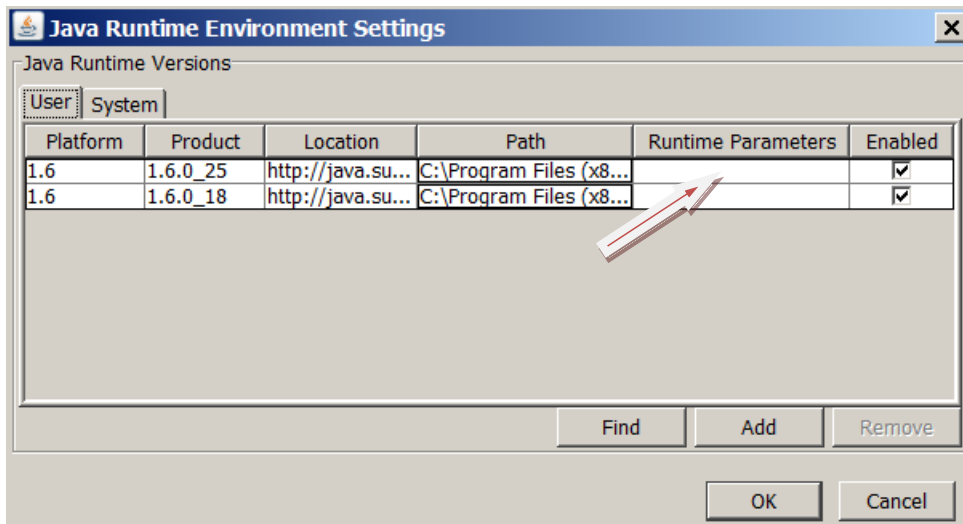 Java Runtime Environment Settings
Java Runtime Versions
User System
Platform Product Location Path Runtime Parameters Enabled
1.6 1.6.0_25 http://java.su... C:\Program Files (x8...
1.6 1.6.0_18 http://java.su... C:\Program Files (x8...
Find Add Remove
OK Cancel